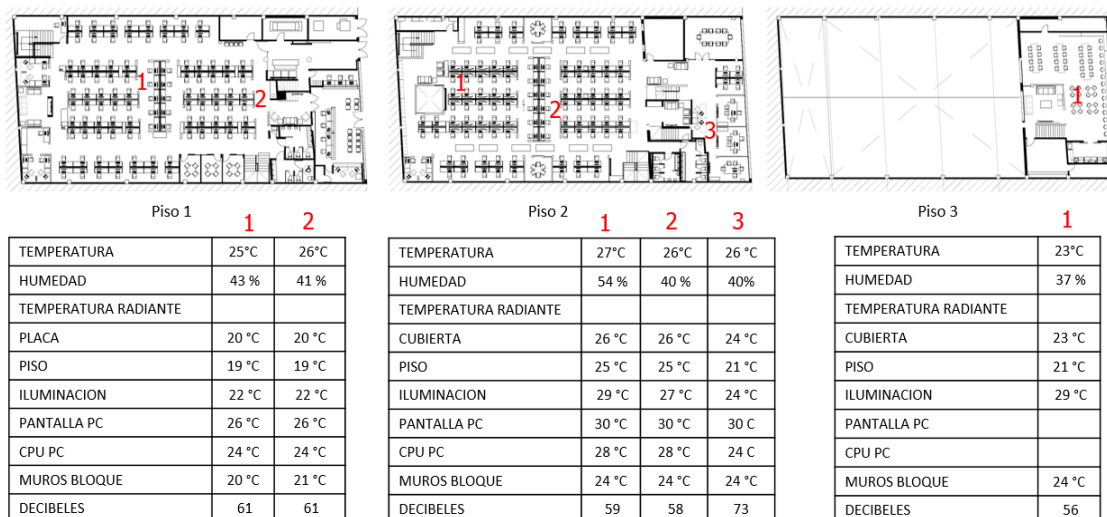 1
2
1
2
3
1
Piso 1
1 2
TEMPERATURA 25°C 26°C
HUMEDAD 43 % 41 %
TEMPERATURA RADIANTE
PLACA 20 °C 20 °C
PISO 19 °C 19 °C
ILUMINACION 22 °C 22 °C
PANTALLA PC 26 °C 26 °C
CPU PC 24 °C 24 °C
MUROS BLOQUE 20 °C 21 °C
DECIBELES 61 61
Piso 2
1 2 3
TEMPERATURA 27°C 26°C 26 °C
HUMEDAD 54 % 40 % 40%
TEMPERATURA RADIANTE
CUBIERTA 26 °C 26 °C 24 °C
PISO 25 °C 25 °C 21 °C
ILUMINACION 29 °C 27 °C 24 °C
PANTALLA PC 30 °C 30 °C 30 C
CPU PC 28 °C 28 °C 24 C
MUROS BLOQUE 24 °C 24 °C 24 °C
DECIBELES 59 58 73
Piso 3
1
TEMPERATURA 23°C
HUMEDAD 37 %
TEMPERATURA RADIANTE
CUBIERTA 23 °C
PISO 21 °C
ILUMINACION 29 °C
PANTALLA PC
CPU PC
MUROS BLOQUE 24 °C
DECIBELES 56